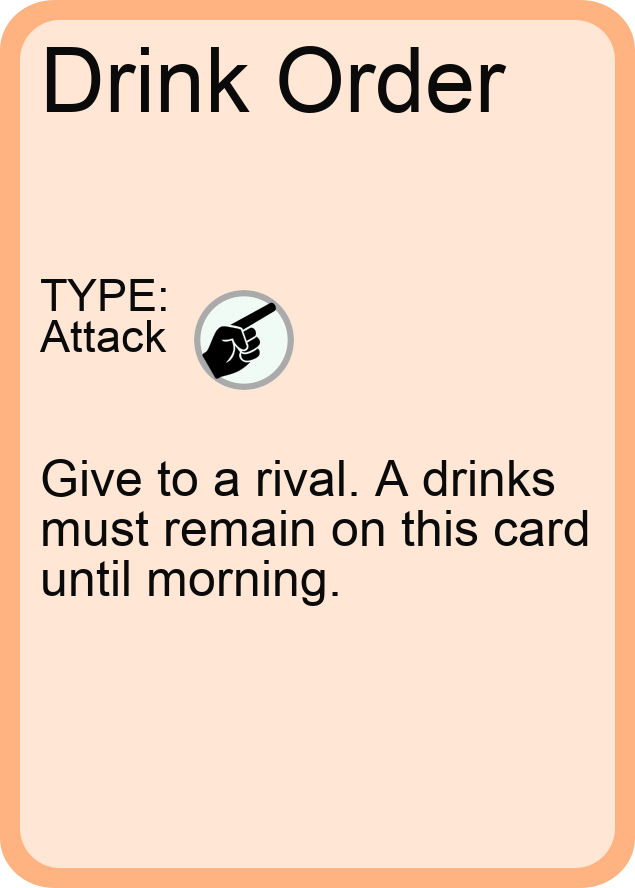 Drink Order
TYPE:
Attack
Give to a rival. A drinks
must remain on this card
until morning.